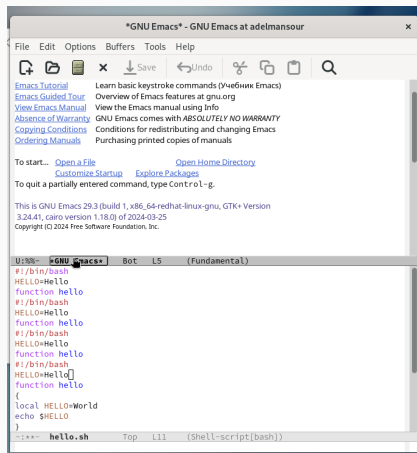 *GNU Emacs* - GNU Emacs at adelmansour
File Edit Options Buffers Tools Help
Save Undo
Emacs Tutorial Learn basic keystroke commands (Учебник Emacs)
Emacs Guided Tour Overview of Emacs features at gnu.org
View Emacs Manual View the Emacs manual using Info
Absence of Warranty GNU Emacs comes with ABSOLUTELY NO WARRANTY
Copying Conditions Conditions for redistributing and changing Emacs
Ordering Manuals Purchasing printed copies of manuals
To start... Open a File Open Home Directory
Customize Startup Explore Packages
To quit a partially entered command, type Control-g.
This is GNU Emacs 29.3 (build 1, x86_64-redhat-linux-gnu, GTK+ Version
3.24.41, cairo version 1.18.0) of 2024-03-25
Copyright (C) 2024 Free Software Foundation, Inc.
U:%%- *GNU Emacs* Bot L5 (Fundamental)
#!/bin/bash
HELLO=Hello
function hello
#!/bin/bash
HELLO=Hello
function hello
#!/bin/bash
HELLO=Hello
function hello
#!/bin/bash
HELLO=Hello
function hello
{
local HELLO=World
echo $HELLO
}
-:**- hello.sh Top L11 (Shell-script[bash])